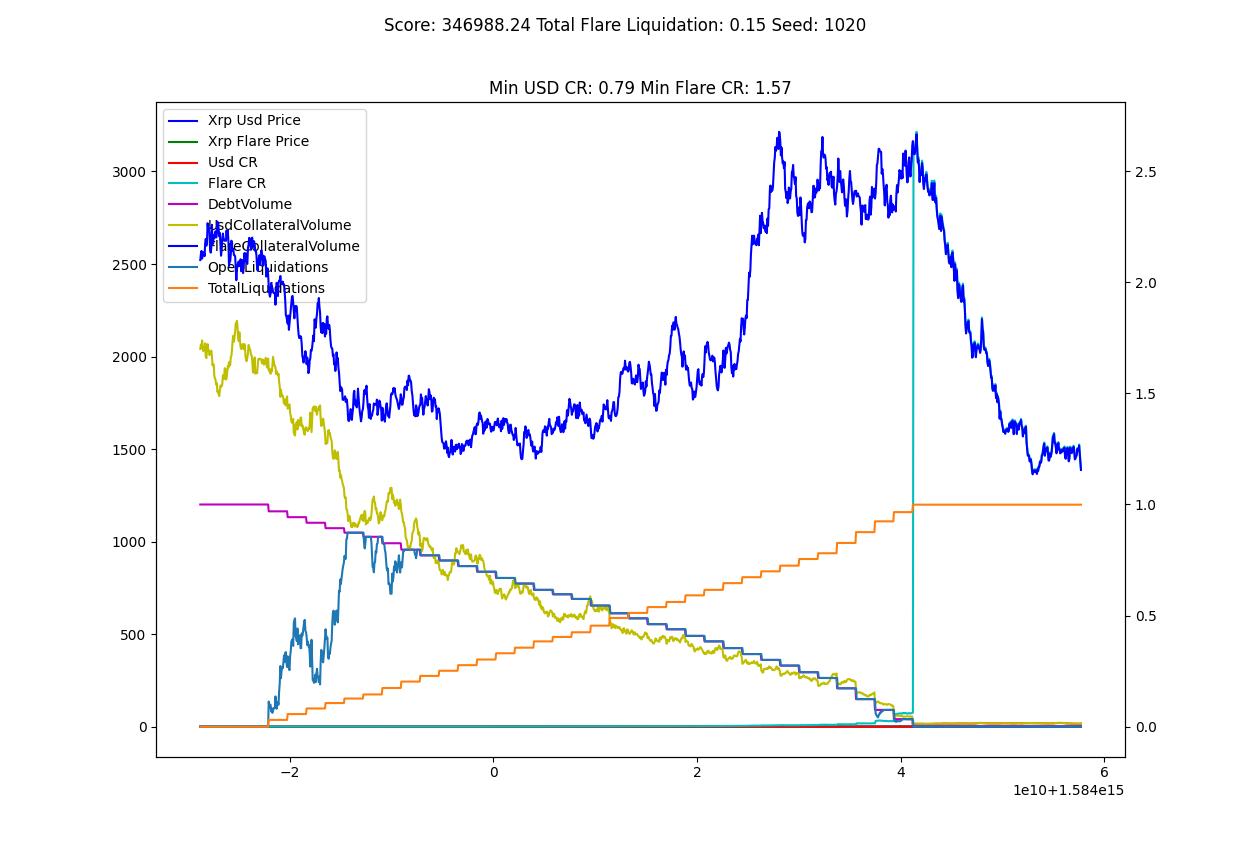 Score: 346988.24 Total Flare Liquidation: 0.15 Seed: 1020
Min USD CR: 0.79 Min Flare CR: 1.57
Xrp Usd Price
Xrp Flare Price
Usd CR
Flare CR
DebtVolume
UsdCollateralVolume
FlareCollateralVolume
OpenLiquidations
TotalLiquidations
3000
2500
2000
1500
1000
500
0
2.5
2.0
1.5
1.0
0.5
0.0
−2
0
2
4
6
1e10+1.584e15